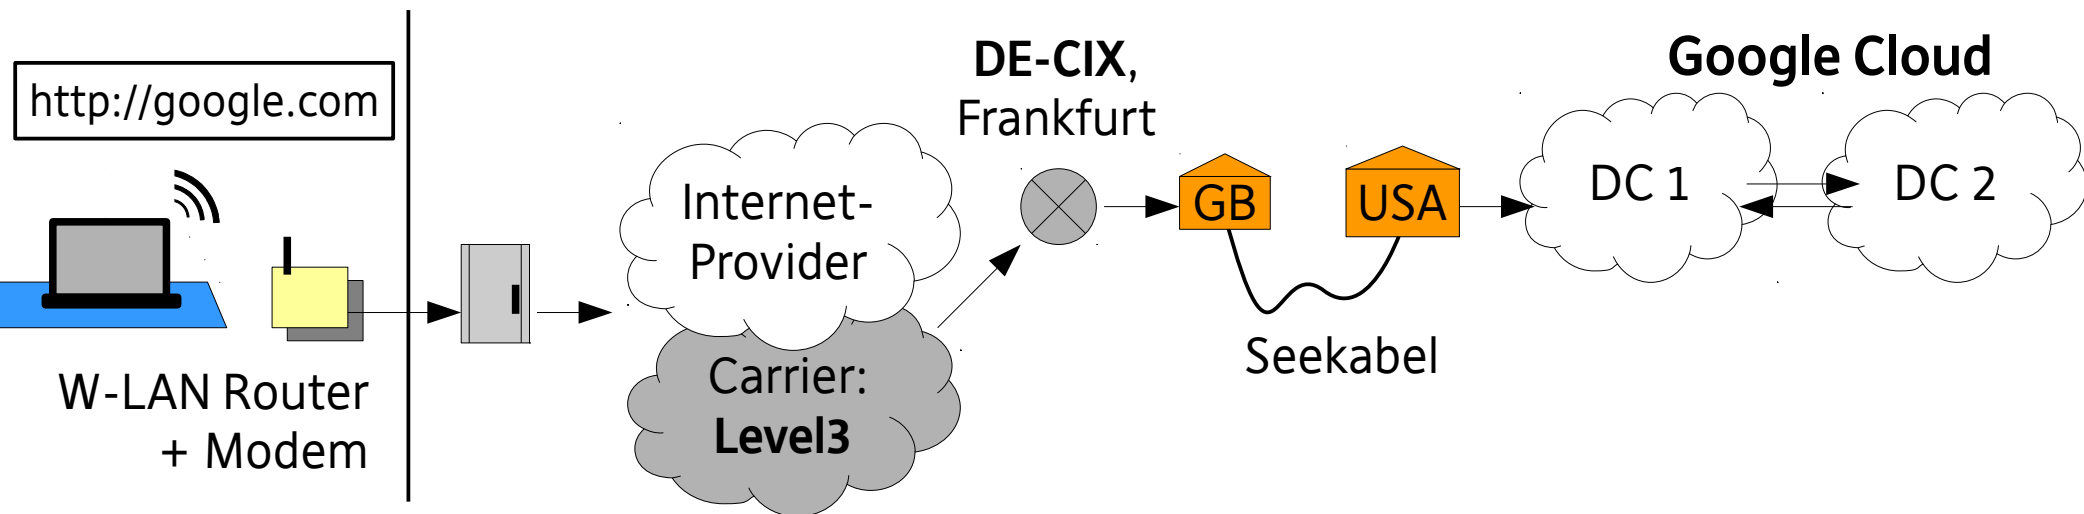 http://google.com
W-LAN Router
+ Modem
Internet-
Provider
Carrier:
Level3
DE-CIX,
Frankfurt
GB
USA
Seekabel
Google Cloud
DC 1
DC 2